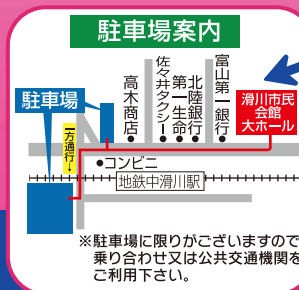 駐車場案内
駐車場
一方通行→
高木商店
佐々井タクシー
第一生命
北陸銀行
富山第一銀行
滑川市民
会館
大ホール
コンビニ
地鉄中滑川駅
※駐車場に限りがございますので
乗り合わせ又は公共交通機関を
ご利用下さい。